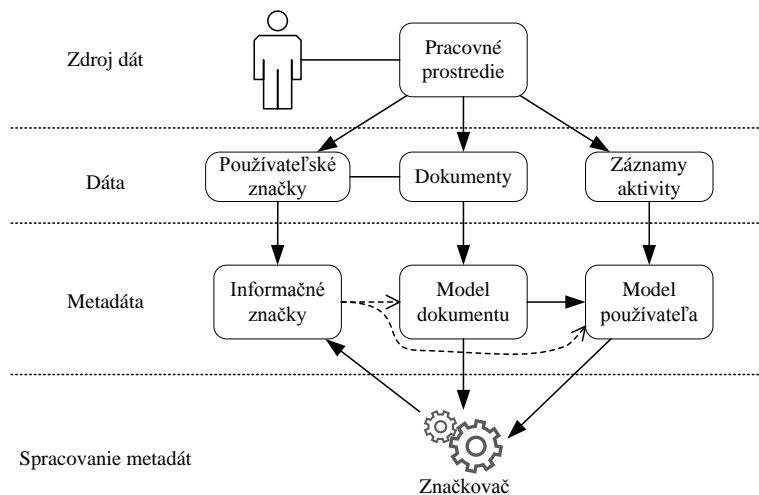 Zdroj dát
Pracovné
prostredie
Dáta
Používateľské
značky
Dokumenty
Záznamy
aktivity
Metadáta
Informačné
značky
Model
dokumentu
Model
používateľa
Spracovanie metadát
Značkovač